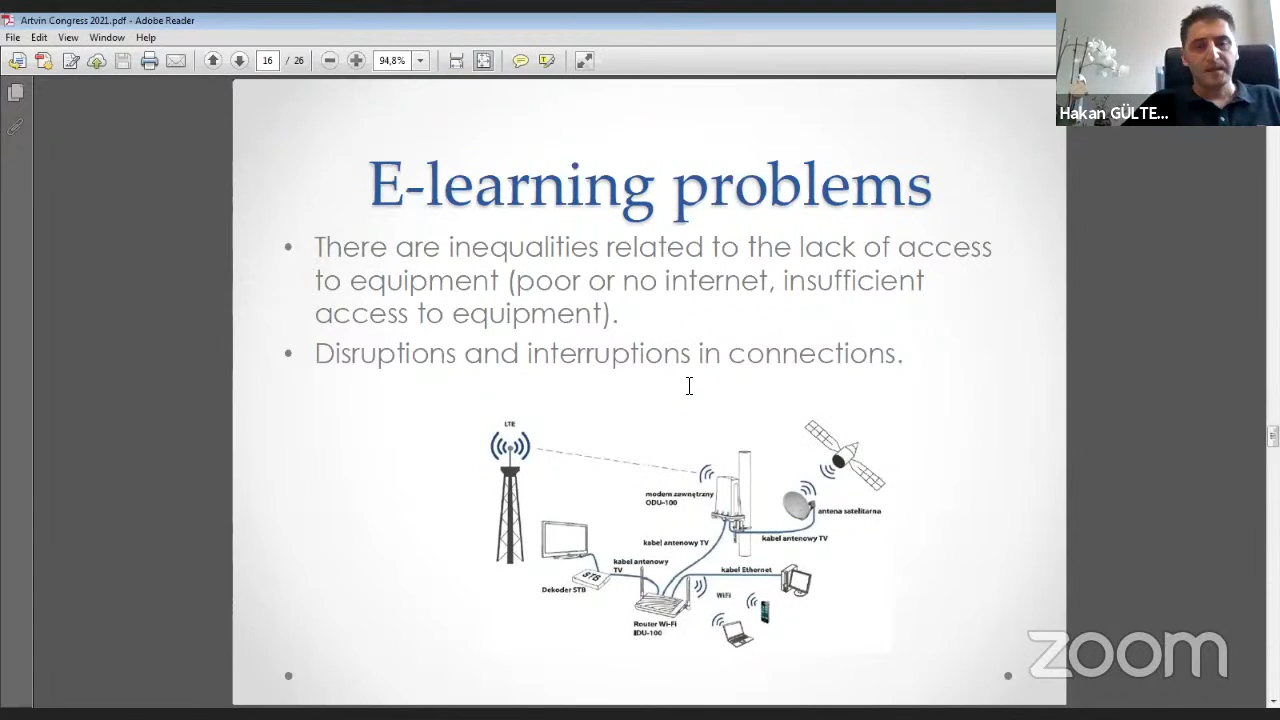 Artvin Congress 2021.pdf - Adobe Reader
File Edit View Window Help
16 / 26
94,8%
Hakan GÜLTE...
E-learning problems
• There are inequalities related to the lack of access
to equipment (poor or no internet, insufficient
access to equipment).
• Disruptions and interruptions in connections.
LTE
modem zewnętrzny
ODU-100
antena satelitarna
kabel antenowy TV
kabel antenowy TV
kabel antenowy
TV
kabel Ethernet
STB
Dekoder STB
WiFi
Router Wi-Fi
IDU-100
zoom